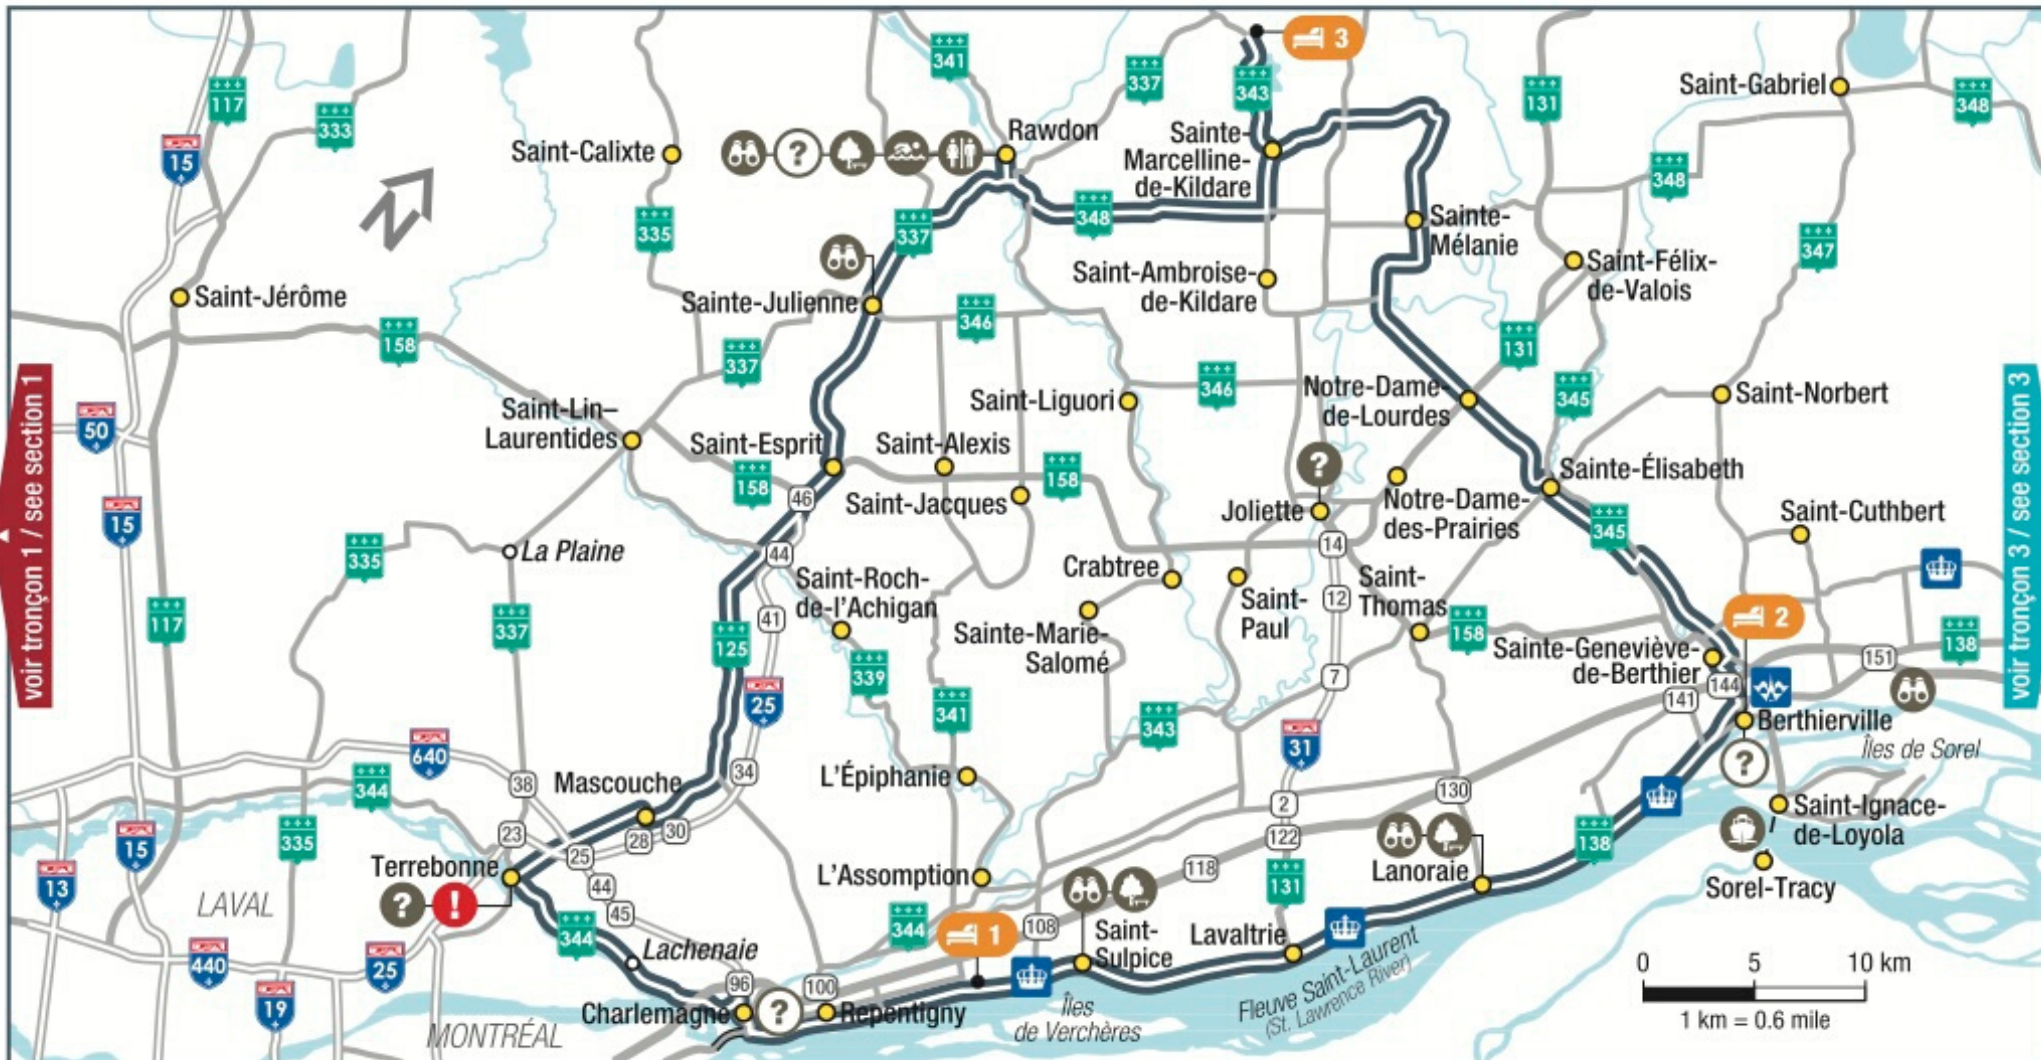 341
3
117
337
343
131
Saint-Gabriel
348
333
15
Saint-Calixte
?
Rawdon
Sainte-
Marcelline-
de-Kildare
348
335
337
348
Sainte-
Mélanie
347
N
Saint-Jérôme
Sainte-Julienne
Saint-Ambroise-
de-Kildare
Saint-Félix-
de-Valois
346
158
337
131
voir tronçon 1 / see section 1
50
Saint-Lin–
Laurentides
Saint-Liguori
346
Notre-Dame-
de-Lourdes
345
Saint-Norbert
voir tronçon 3 / see section 3
Saint-Esprit
Saint-Alexis
158
46
Saint-Jacques
158
?
Joliette
Notre-Dame-
des-Prairies
Sainte-Élisabeth
15
335
La Plaine
44
345
Saint-Cuthbert
14
Crabtree
Saint-Roch-
de-l'Achigan
41
Saint-
Paul
12
Saint-
Thomas
158
2
117
337
125
Sainte-Marie-
Salomé
Sainte-Geneviève-
de-Berthier
138
151
339
7
144
141
25
341
343
31
Berthierville
Îles de Sorel
640
344
38
Mascouche
34
L'Épiphanie
130
?
2
Saint-Ignace-
de-Loyola
15
335
23
28
30
25
122
138
13
Terrebonne
?
!
44
45
L'Assomption
118
Lanoraie
Sorel-Tracy
LAVAL
131
344
344
1
108
Saint-
Sulpice
Lavaltrie
440
25
Lachenaie
19
96
100
Fleuve Saint-Laurent
(St. Lawrence River)
0
5
10 km
1 km = 0.6 mile
MONTRÉAL
Charlemagne
?
Repentigny
Îles
de Verchères